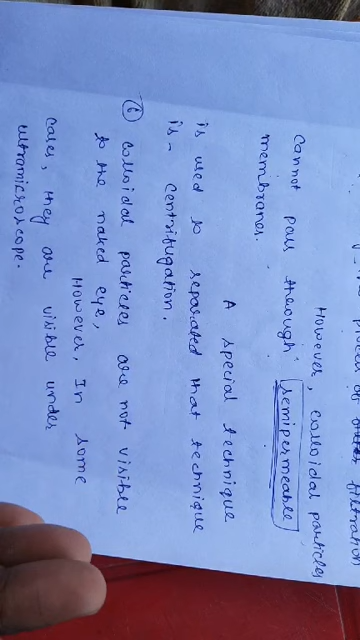 process of filtration
However, colloidal particles
cannot pass through semipermeable
membranes.
A special technique
is used to separated that technique
is - centrifugation.
⑥ colloidal particles are not visible
to the naked eye,
However, In some
cases, they are visible under
ultramicroscope.